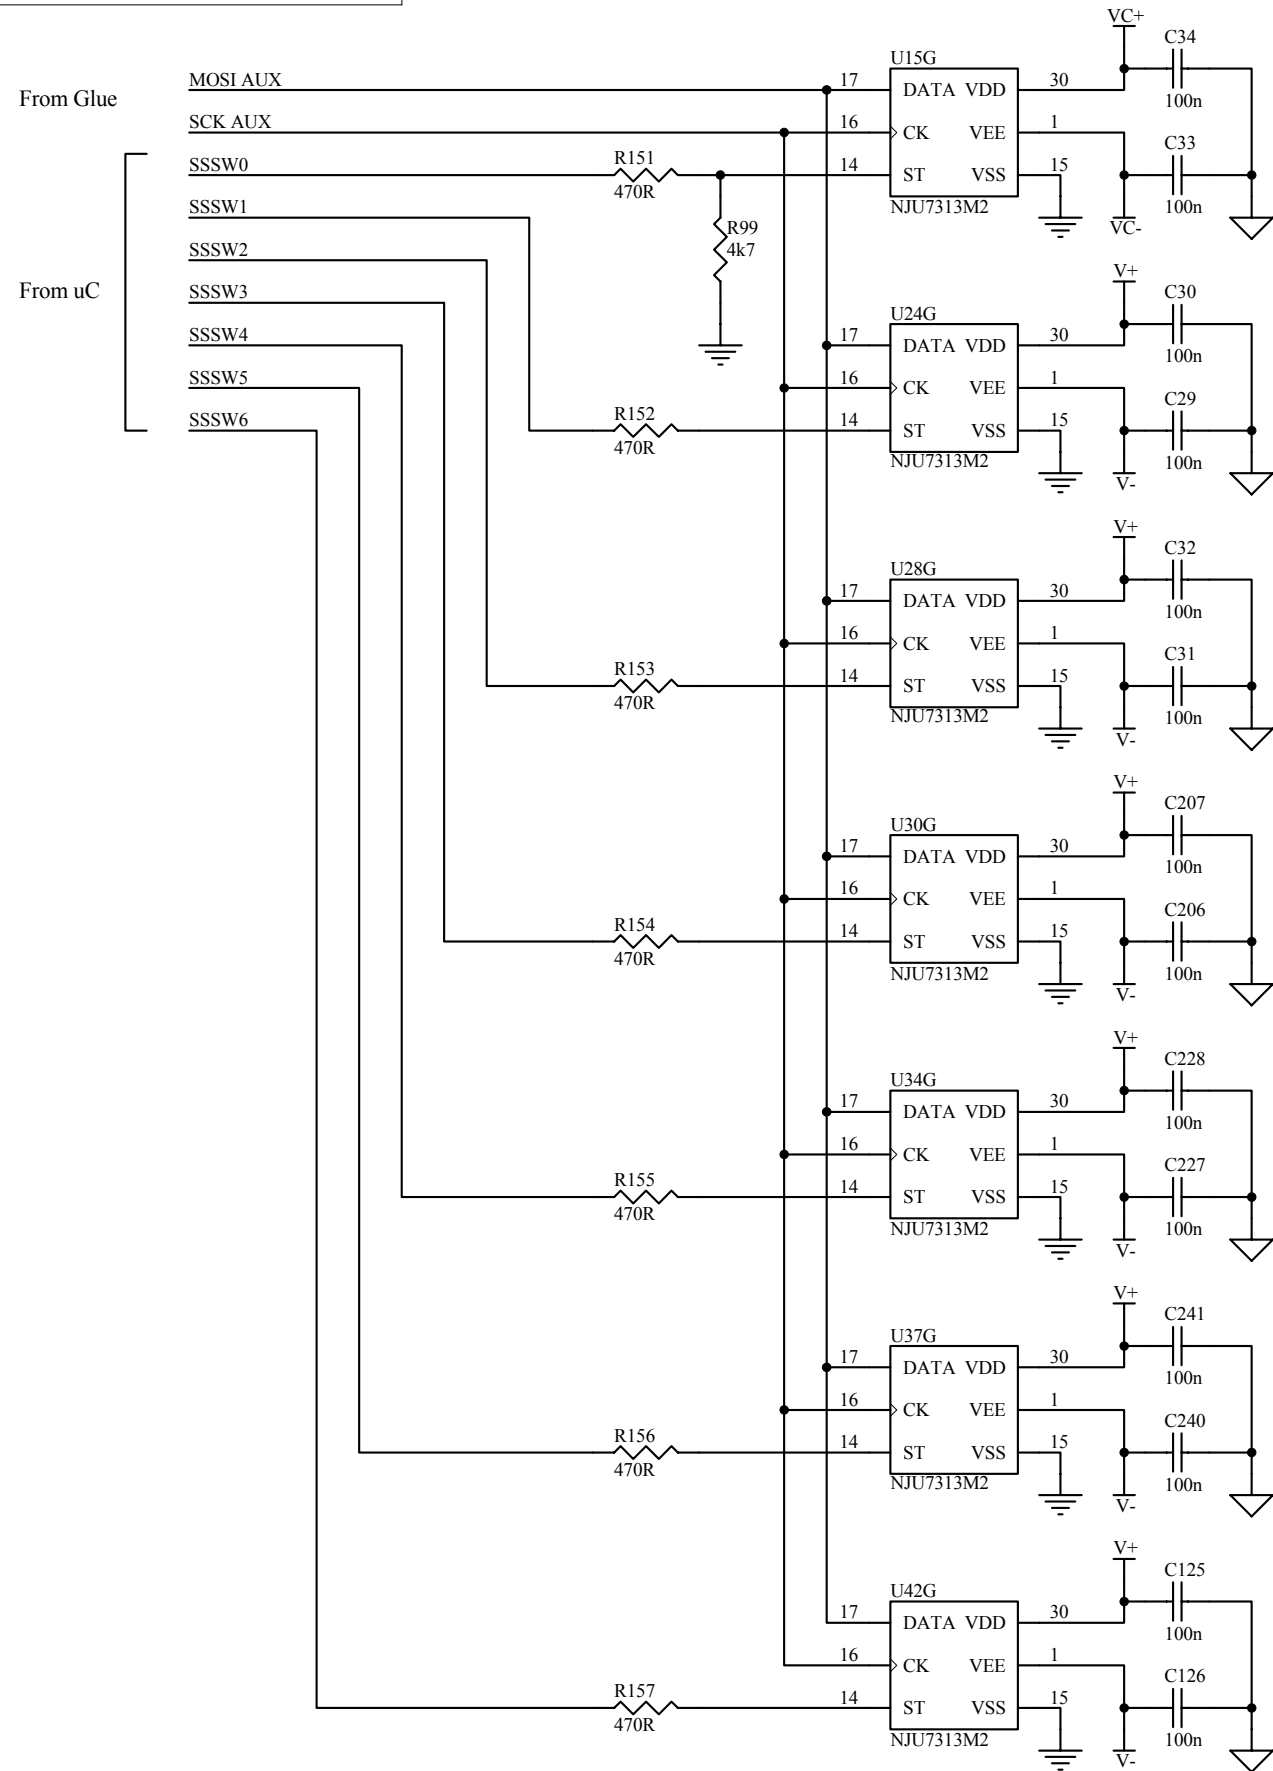 VC+
C34
100n
From Glue
MOSI AUX
SCK AUX
U15G
17 DATA VDD 30
16 CK VEE 1
14 ST VSS 15
NJU7313M2
C33
100n
VC-
From uC
SSSW0
SSSW1
SSSW2
SSSW3
SSSW4
SSSW5
SSSW6
R151
470R
R99
4k7
V+
C30
100n
U24G
17 DATA VDD 30
16 CK VEE 1
14 ST VSS 15
NJU7313M2
R152
470R
C29
100n
V-
V+
C32
100n
U28G
17 DATA VDD 30
16 CK VEE 1
14 ST VSS 15
NJU7313M2
R153
470R
C31
100n
V-
V+
C207
100n
U30G
17 DATA VDD 30
16 CK VEE 1
14 ST VSS 15
NJU7313M2
R154
470R
C206
100n
V-
V+
C228
100n
U34G
17 DATA VDD 30
16 CK VEE 1
14 ST VSS 15
NJU7313M2
R155
470R
C227
100n
V-
V+
C241
100n
U37G
17 DATA VDD 30
16 CK VEE 1
14 ST VSS 15
NJU7313M2
R156
470R
C240
100n
V-
V+
C125
100n
U42G
17 DATA VDD 30
16 CK VEE 1
14 ST VSS 15
NJU7313M2
R157
470R
C126
100n
V-